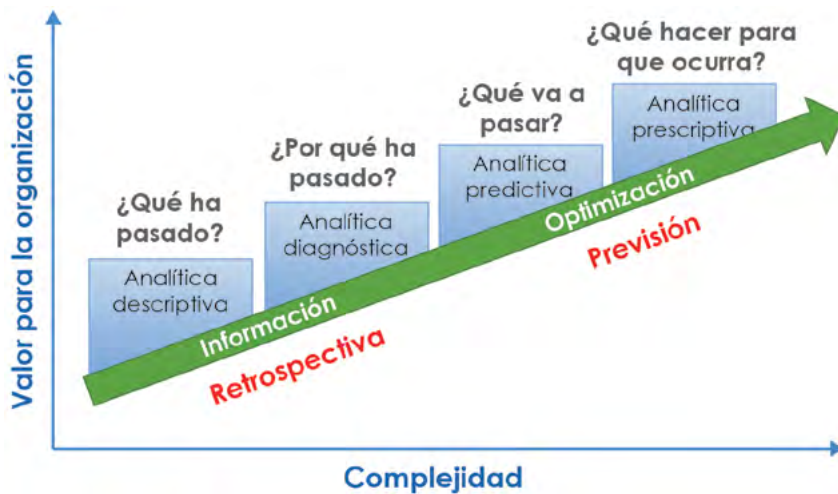 Valor para la organización
¿Qué ha
pasado?
Analítica
descriptiva
¿Por qué ha
pasado?
Analítica
diagnóstica
¿Qué va a
pasar?
Analítica
predictiva
¿Qué hacer para
que ocurra?
Analítica
prescriptiva
Información
Optimización
Retrospectiva
Previsión
Complejidad